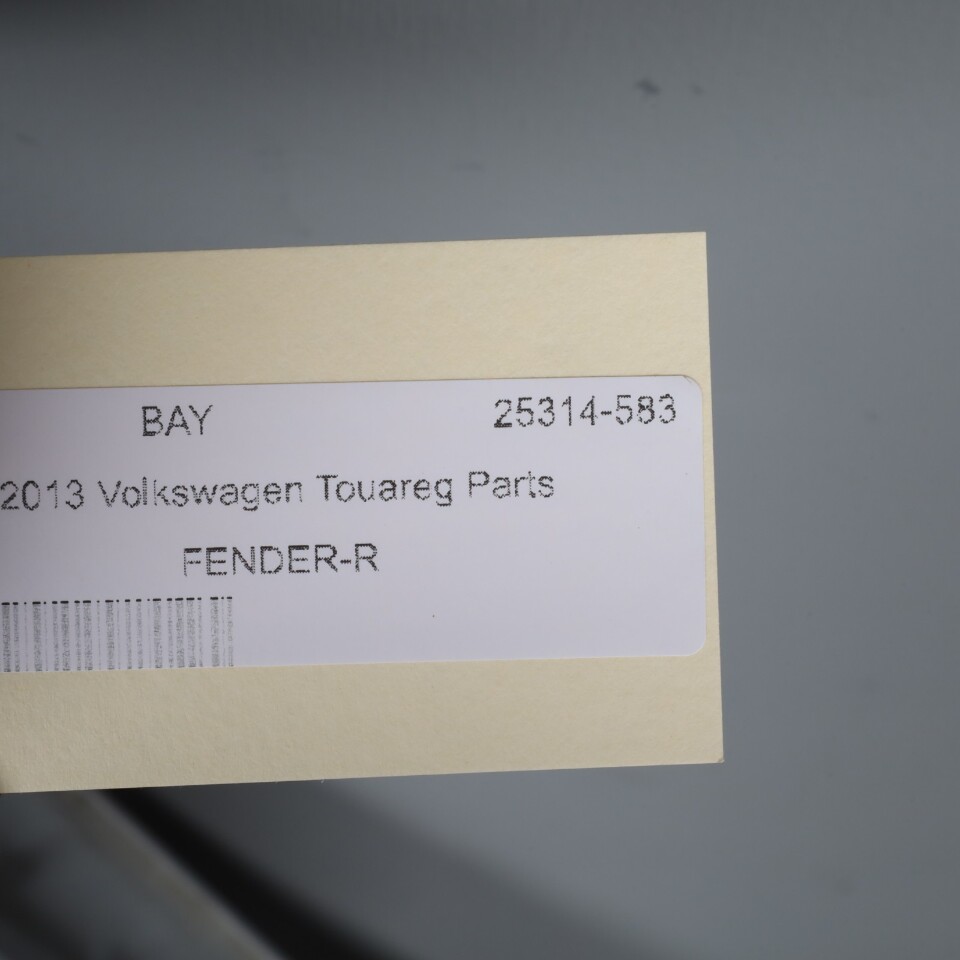 BAY 25314-583
2013 Volkswagen Touareg Parts
FENDER-R